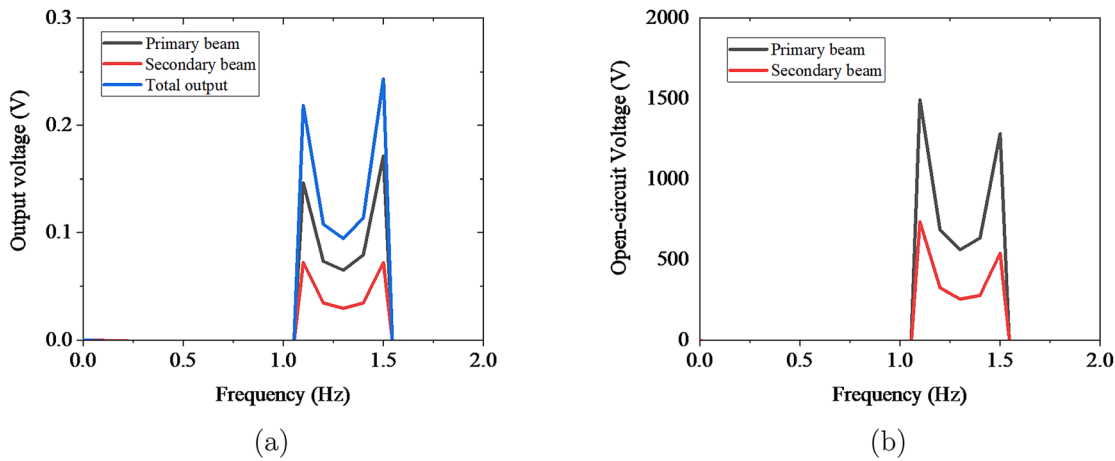 0.3
0.2
0.1
0.0
Output voltage (V)
Primary beam
Secondary beam
Total output
0.0 0.5 1.0 1.5 2.0
Frequency (Hz)
(a)
2000
1500
1000
500
0
Open-circuit Voltage (V)
Primary beam
Secondary beam
0.0 0.5 1.0 1.5 2.0
Frequency (Hz)
(b)